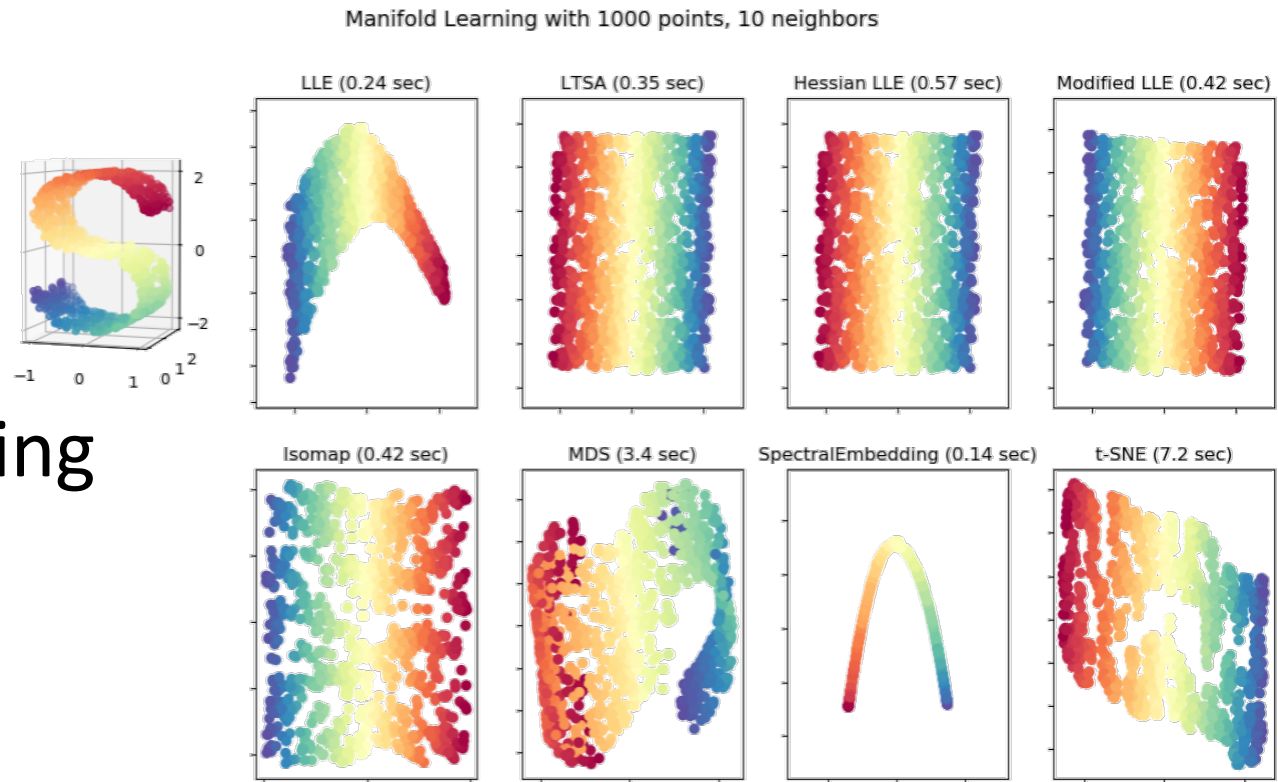 Manifold Learning with 1000 points, 10 neighbors
LLE (0.24 sec)
LTSA (0.35 sec)
Hessian LLE (0.57 sec)
Modified LLE (0.42 sec)
2
0
−2
−1
0
1
0
1
2
ing
Isomap (0.42 sec)
MDS (3.4 sec)
SpectralEmbedding (0.14 sec)
t-SNE (7.2 sec)